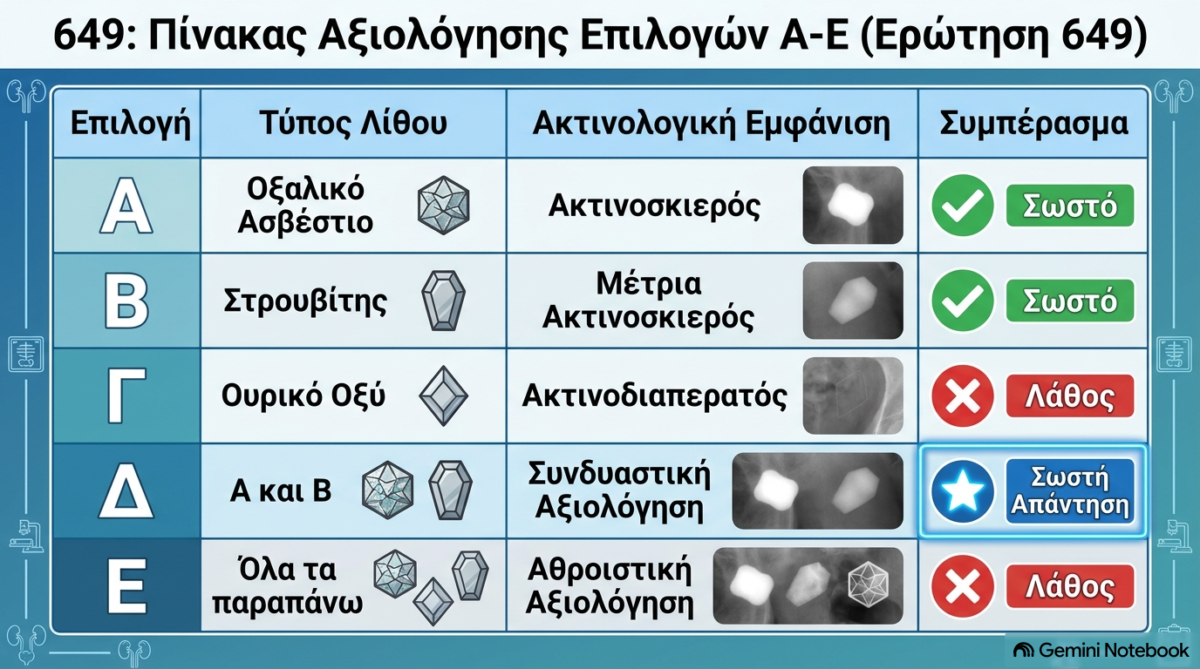 649: Πίνακας Αξιολόγησης Επιλογών Α-Ε (Ερώτηση 649)
Επιλογή Τύπος Λίθου Ακτινολογική Εμφάνιση Συμπέρασμα
Α Οξαλικό Ασβέστιο Ακτινοσκιερός Σωστό
Β Στρουβίτης Μέτρια Ακτινοσκιερός Σωστό
Γ Ουρικό Οξύ Ακτινοδιαπερατός Λάθος
Δ Α και Β Συνδυαστική Αξιολόγηση Σωστή Απάντηση
Ε Όλα τα παραπάνω Αθροιστική Αξιολόγηση Λάθος
Gemini Notebook